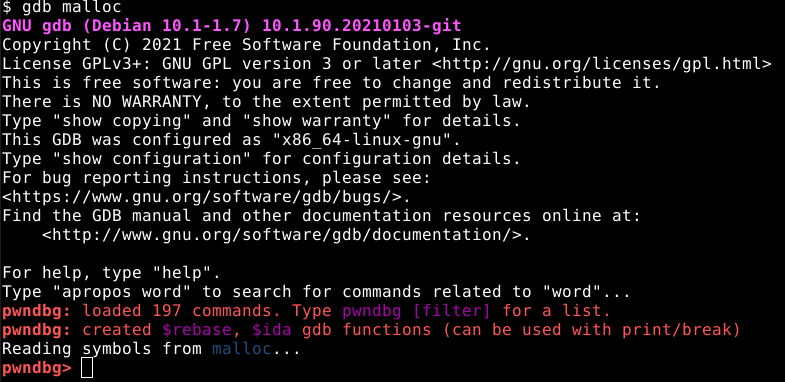 $ gdb malloc
GNU gdb (Debian 10.1-1.7) 10.1.90.20210103-git
Copyright (C) 2021 Free Software Foundation, Inc.
License GPLv3+: GNU GPL version 3 or later <http://gnu.org/licenses/gpl.html>
This is free software: you are free to change and redistribute it.
There is NO WARRANTY, to the extent permitted by law.
Type "show copying" and "show warranty" for details.
This GDB was configured as "x86_64-linux-gnu".
Type "show configuration" for configuration details.
For bug reporting instructions, please see:
<https://www.gnu.org/software/gdb/bugs/>.
Find the GDB manual and other documentation resources online at:
    <http://www.gnu.org/software/gdb/documentation/>.

For help, type "help".
Type "apropos word" to search for commands related to "word"...
pwndbg: loaded 197 commands. Type pwndbg [filter] for a list.
pwndbg: created $rebase, $ida gdb functions (can be used with print/break)
Reading symbols from malloc...
pwndbg>